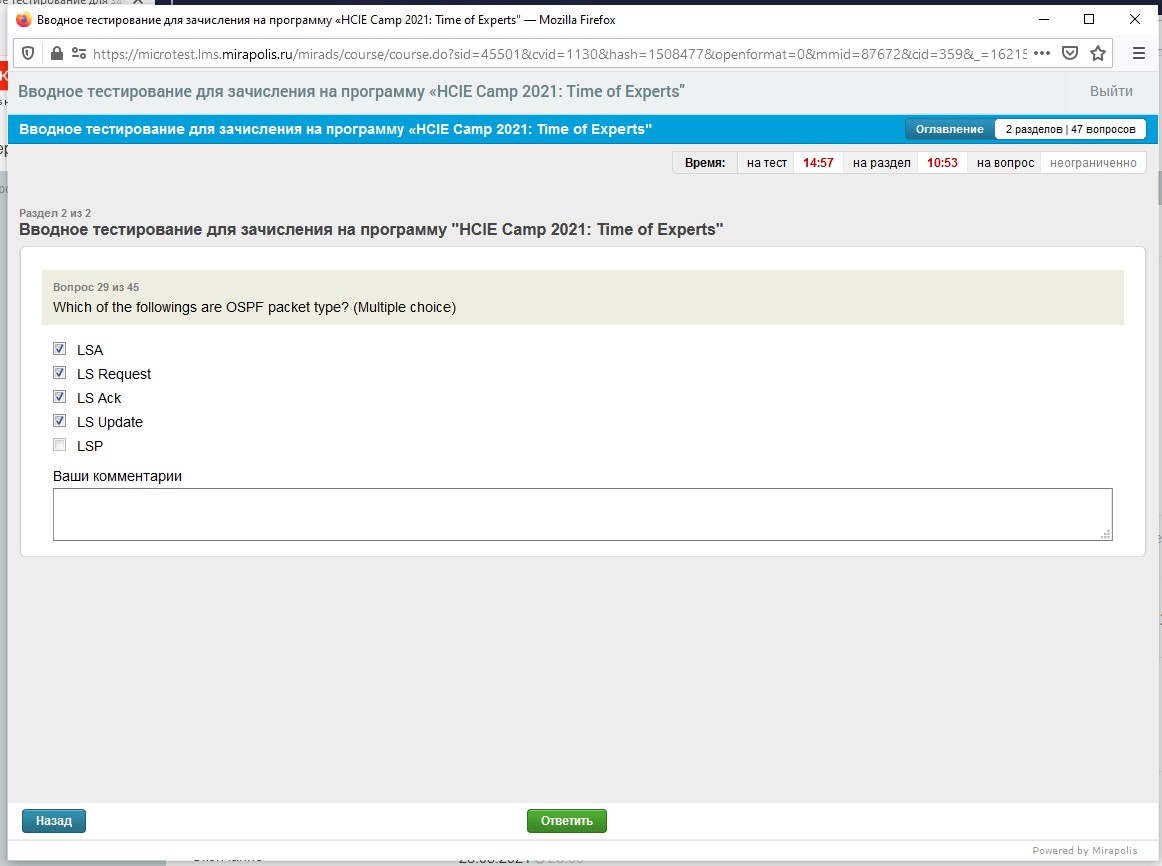 Вводное тестирование для зачисления на программу «HCIE Camp 2021: Time of Experts" — Mozilla Firefox
https://microtest.lms.mirapolis.ru/mirads/course/course.do?sid=45501&cvid=1130&hash=1508477&openformat=0&mmid=87672&cid=359&_=16215
Вводное тестирование для зачисления на программу «HCIE Camp 2021: Time of Experts"
Выйти
Вводное тестирование для зачисления на программу «HCIE Camp 2021: Time of Experts"
Оглавление 2 разделов | 47 вопросов
Время: на тест 14:57 на раздел 10:53 на вопрос неограниченно
Раздел 2 из 2
Вводное тестирование для зачисления на программу "HCIE Camp 2021: Time of Experts"
Вопрос 29 из 45
Which of the followings are OSPF packet type? (Multiple choice)
LSA
LS Request
LS Ack
LS Update
LSP
Ваши комментарии
Назад
Ответить
Powered by Mirapolis